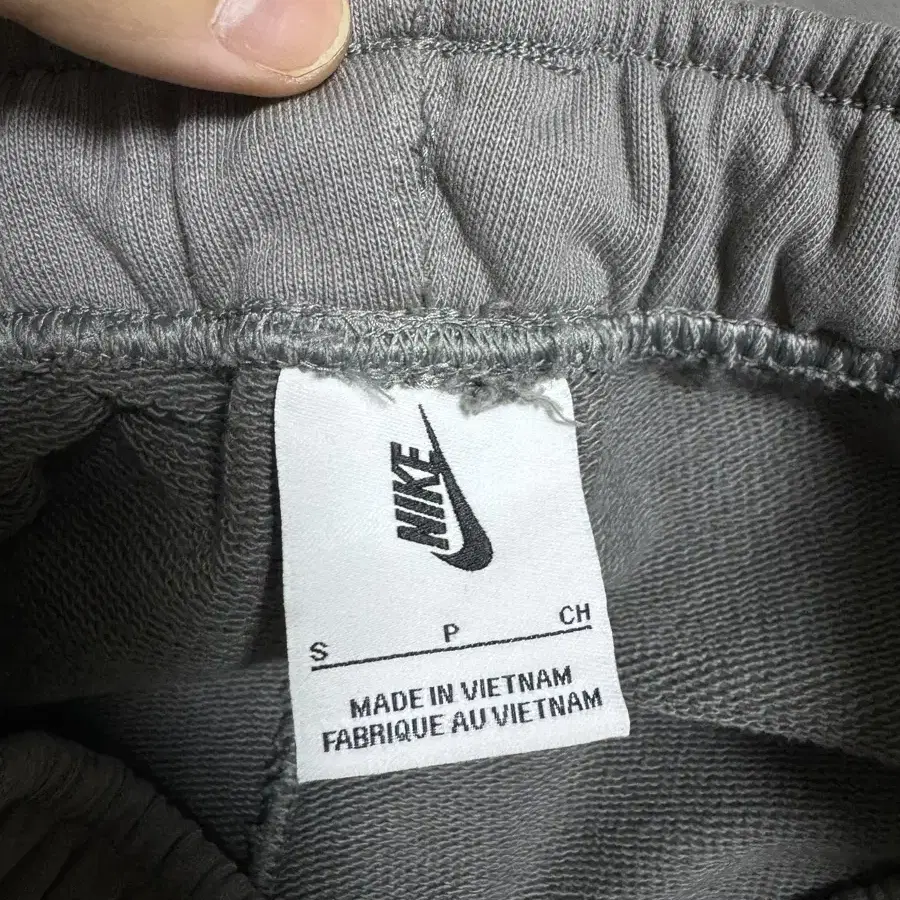 NIKE
S P CH
MADE IN VIETNAM
FABRIQUE AU VIETNAM